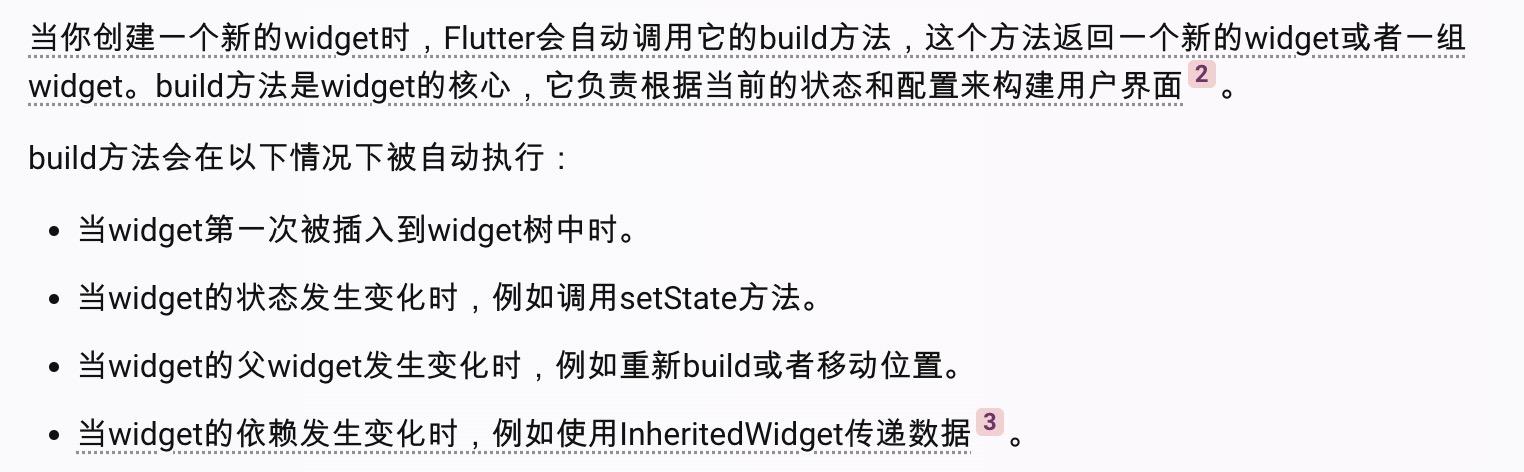 当你创建一个新的widget时，Flutter会自动调用它的build方法，这个方法返回一个新的widget或者一组
widget。build方法是widget的核心，它负责根据当前的状态和配置来构建用户界面 2 。
build方法会在以下情况下被自动执行：
• 当widget第一次被插入到widget树中时。
• 当widget的状态发生变化时，例如调用setState方法。
• 当widget的父widget发生变化时，例如重新build或者移动位置。
• 当widget的依赖发生变化时，例如使用InheritedWidget传递数据 3 。